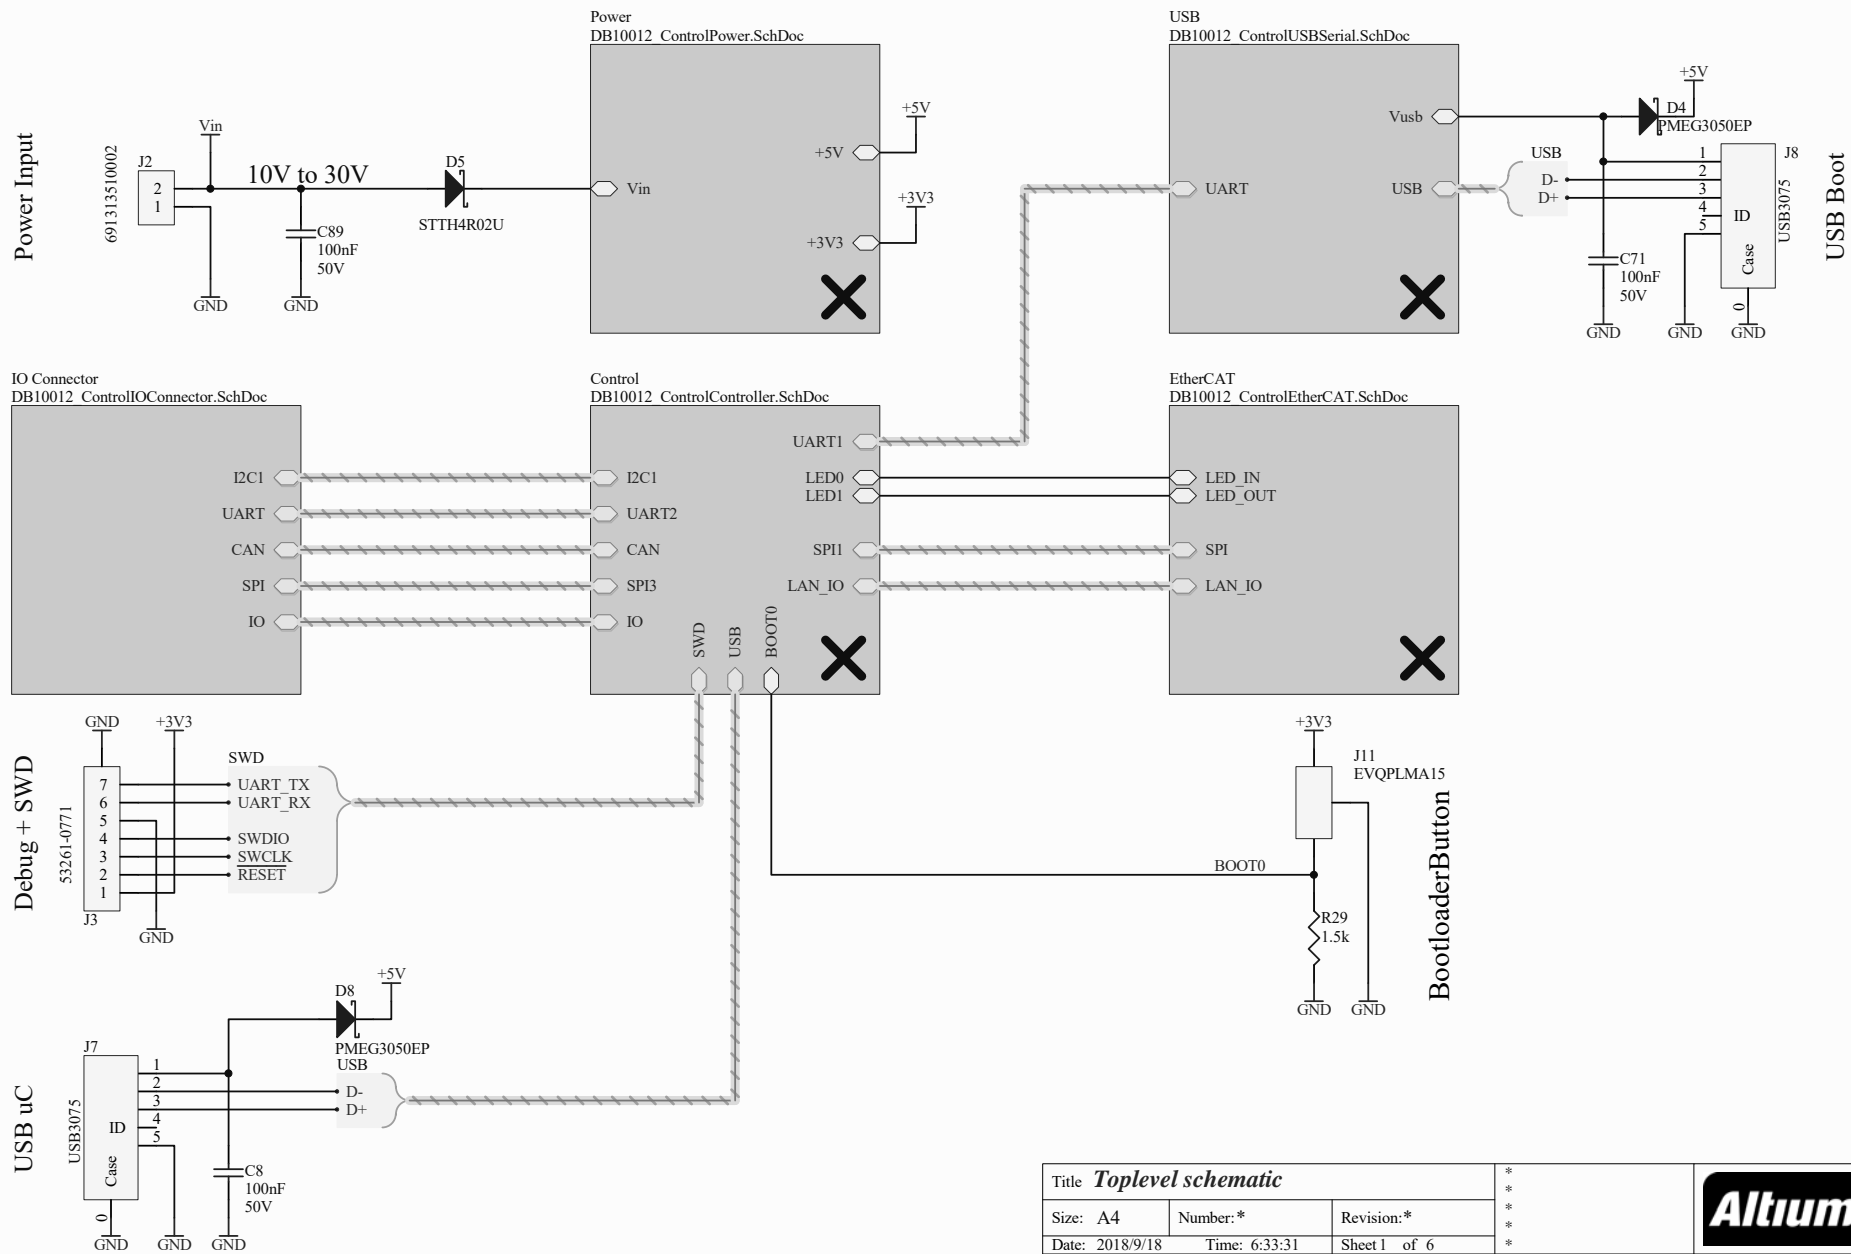 Power
DB10012_ControlPower.SchDoc
+5V
+5V
Vin
+3V3
+3V3
USB
DB10012_ControlUSBSerial.SchDoc
Vusb
UART
USB
+5V
D4
PMEG3050EP
USB
D-
D+
1
2
3
4
5
ID
Case
0
J8
USB3075
C71
100nF
50V
GND
GND
GND
USB Boot
Power Input
691313510002
J2
2
1
Vin
10V to 30V
C89
100nF
50V
GND
GND
D5
STTH4R02U
IO Connector
DB10012_ControlIOConnector.SchDoc
I2C1
UART
CAN
SPI
IO
Control
DB10012_ControlController.SchDoc
I2C1
UART2
CAN
SPI3
IO
UART1
LED0
LED1
SPI1
LAN_IO
SWD
USB
BOOT0
EtherCAT
DB10012_ControlEtherCAT.SchDoc
LED_IN
LED_OUT
SPI
LAN_IO
Debug + SWD
53261-0771
GND
+3V3
7
6
5
4
3
2
1
J3
GND
SWD
UART_TX
UART_RX
SWDIO
SWCLK
RESET
+3V3
J11
EVQPLMA15
BOOT0
R29
1.5k
GND
GND
BootloaderButton
USB uC
USB3075
J7
ID
Case
0
1
2
3
4
5
+5V
D8
PMEG3050EP
USB
D-
D+
C8
100nF
50V
GND
GND
GND
Title Toplevel schematic
Size: A4 Number:* Revision:*
Date: 2018/9/18 Time: 6:33:31 Sheet 1 of 6
*
*
*
*
*
Altium